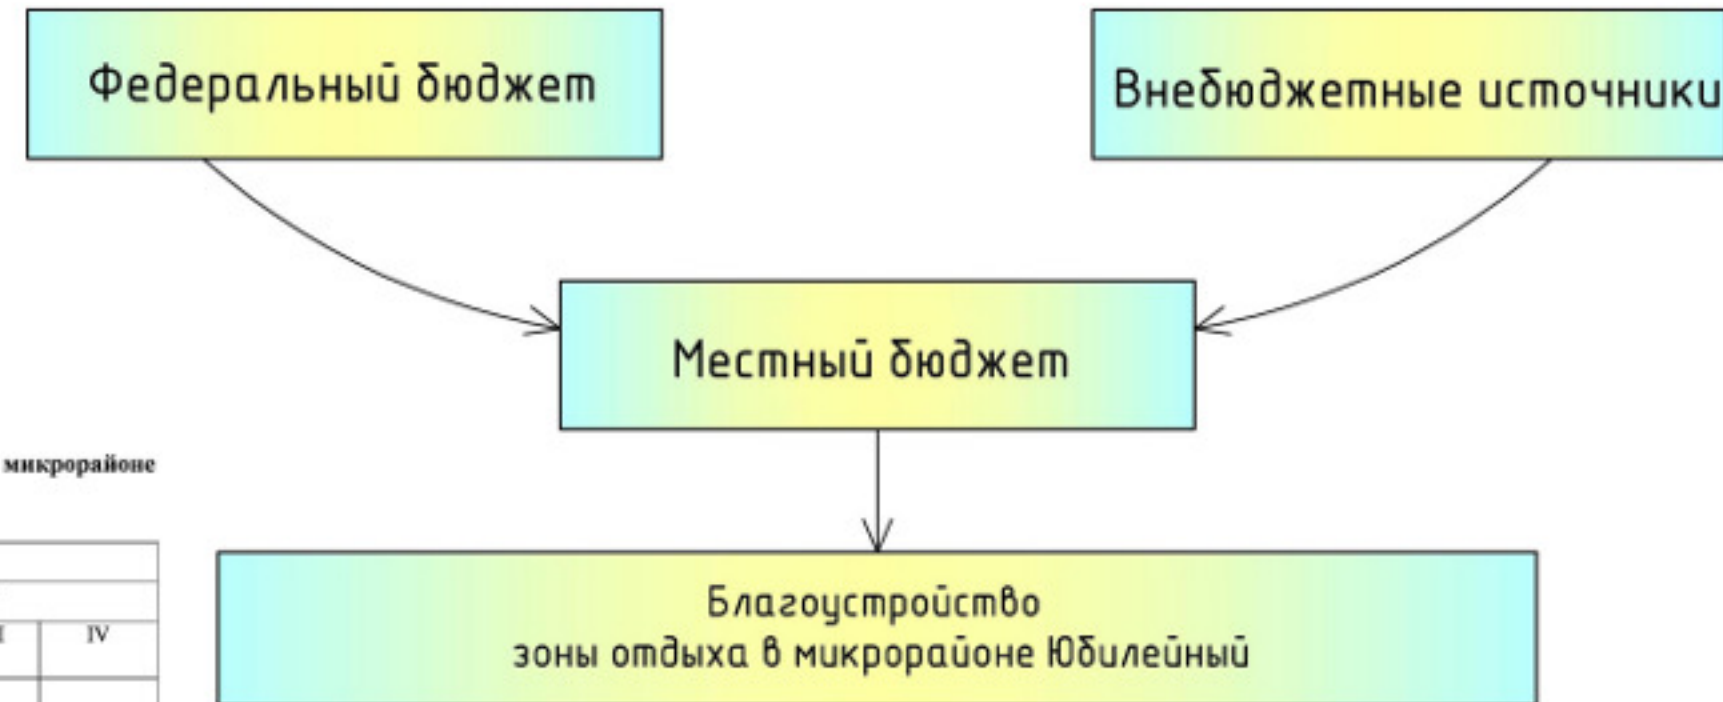 Федеральный бюджет
Внебюджетные источники
Местный бюджет
микрорайоне
IV
Благоустройство
зоны отдыха в микрорайоне Юбилейный